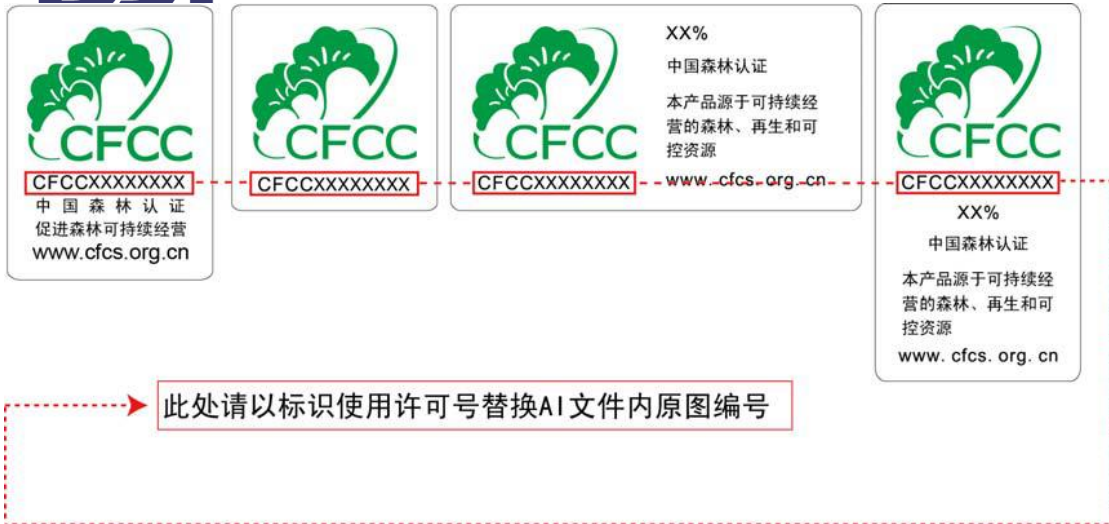 CFCC
CFCCXXXXXXXX
中国森林认证
促进森林可持续经营
www.cfcs.org.cn
CFCC
CFCCXXXXXXXX
CFCC
CFCCXXXXXXXX
XX%
中国森林认证
本产品源于可持续经
营的森林、再生和可
控资源
www. cfcs. org. cn
CFCC
CFCCXXXXXXXX
XX%
中国森林认证
本产品源于可持续经
营的森林、再生和可
控资源
www. cfcs. org. cn
此处请以标识使用许可号替换AI文件内原图编号